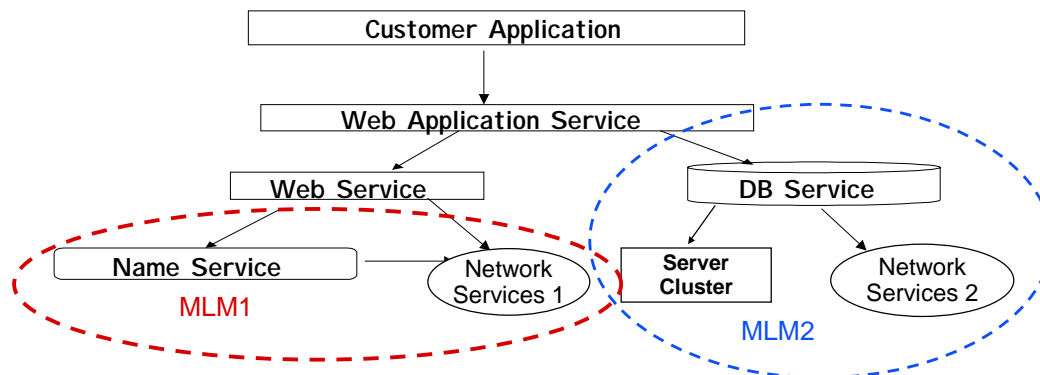 Customer Application
Web Application Service
Web Service
DB Service
Name Service
Network
Services 1
Server
Cluster
Network
Services 2
MLM1
MLM2